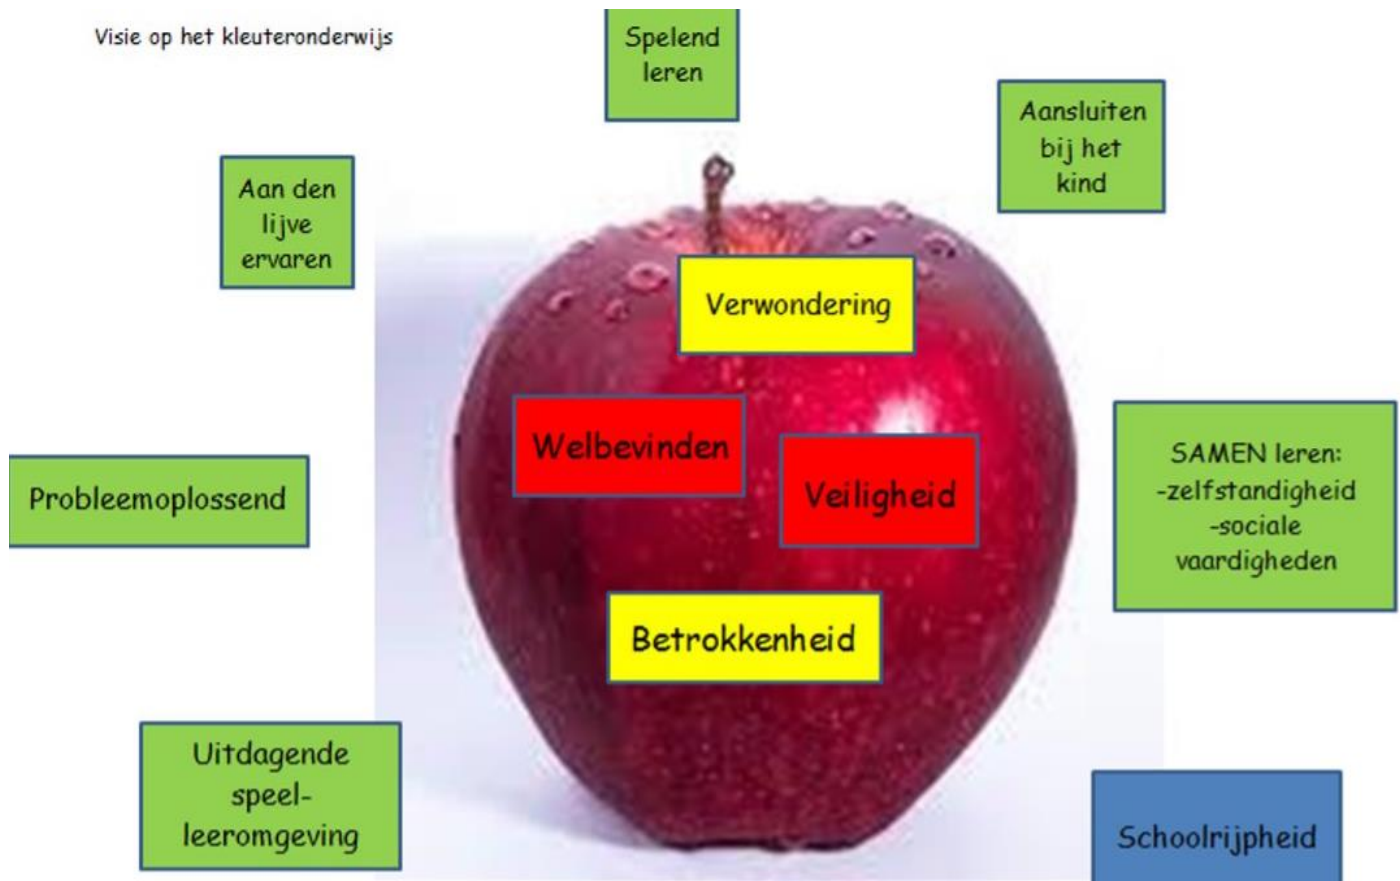 Visie op het kleuteronderwijs
Spelend
leren
Aansluiten
bij het
kind
Aan den
lijve
ervaren
Verwondering
Welbevinden
Veiligheid
SAMEN leren:
-zelfstandigheid
-sociale
vaardigheden
Probleemoplossend
Betrokkenheid
Uitdagende
speel-
leeromgeving
Schoolrijpheid